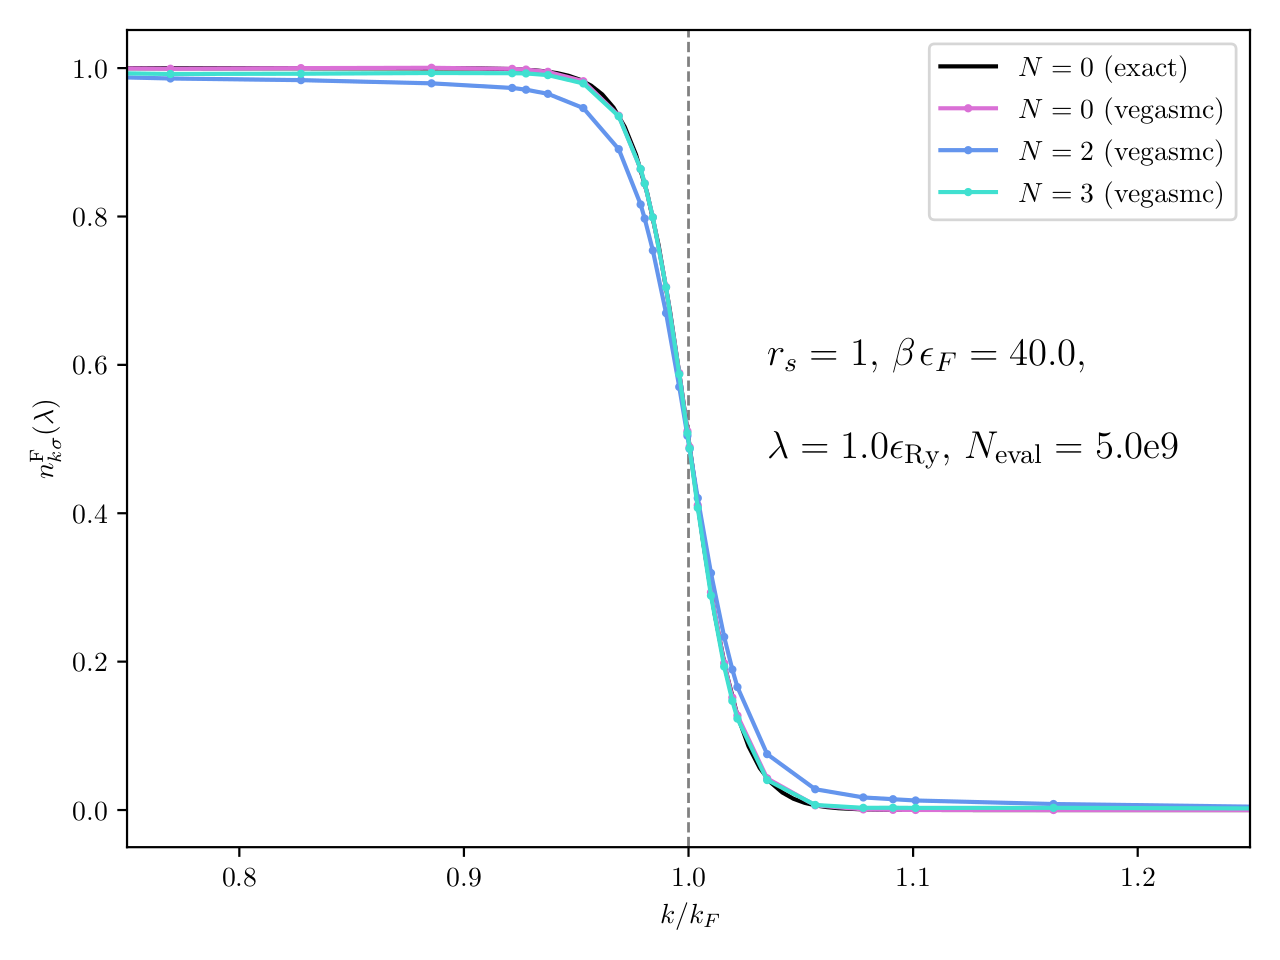 1.0
0.8
0.6
0.4
0.2
0.0
n^F_{kσ}(λ)
N = 0 (exact)
N = 0 (vegasmc)
N = 2 (vegasmc)
N = 3 (vegasmc)
r_s = 1, βϵ_F = 40.0,
λ = 1.0ϵ_Ry, N_eval = 5.0e9
0.8 0.9 1.0 1.1 1.2
k/k_F